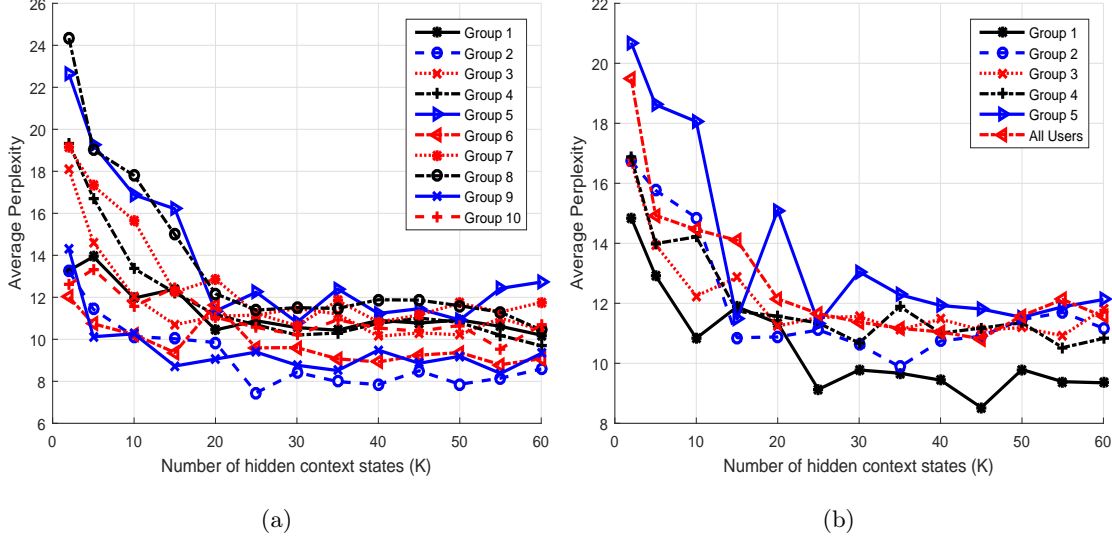 26
24
22
20
18
16
14
12
10
8
6
Average Perplexity
0 10 20 30 40 50 60
Number of hidden context states (K)
Group 1
Group 2
Group 3
Group 4
Group 5
Group 6
Group 7
Group 8
Group 9
Group 10
(a)
22
20
18
16
14
12
10
8
Average Perplexity
0 10 20 30 40 50 60
Number of hidden context states (K)
Group 1
Group 2
Group 3
Group 4
Group 5
All Users
(b)